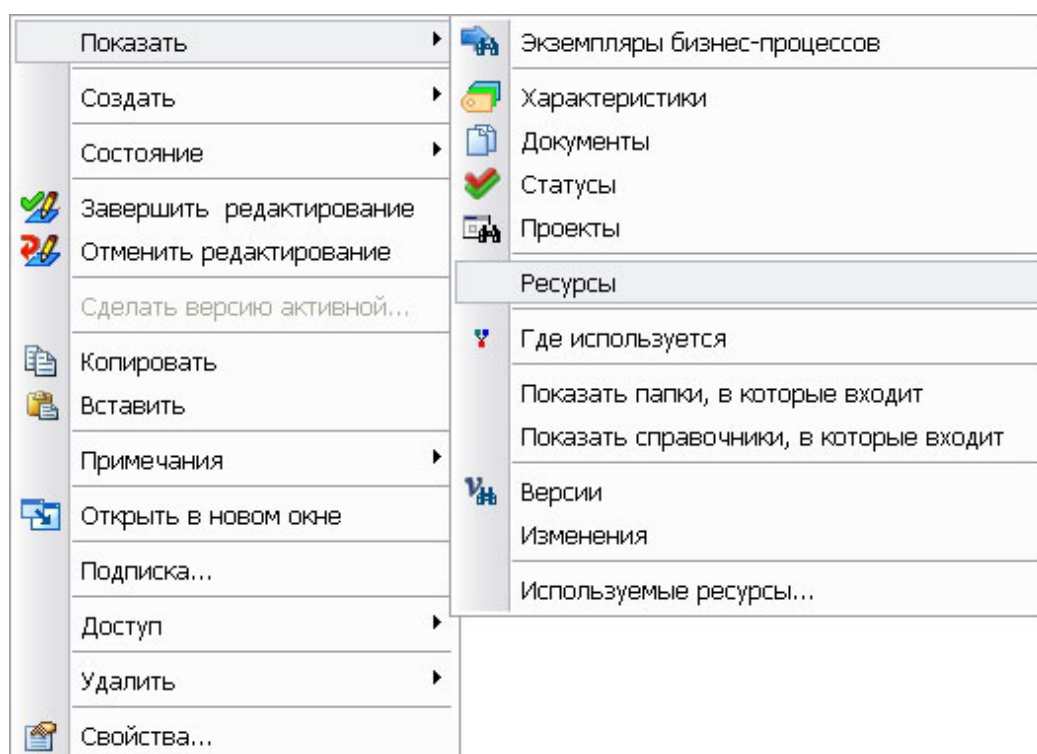 Показать
Создать
Состояние
Завершить редактирование
Отменить редактирование
Сделать версию активной...
Копировать
Вставить
Примечания
Открыть в новом окне
Подписка...
Доступ
Удалить
Свойства...
Экземпляры бизнес-процессов
Характеристики
Документы
Статусы
Проекты
Ресурсы
Где используется
Показать папки, в которые входит
Показать справочники, в которые входит
Версии
Изменения
Используемые ресурсы...